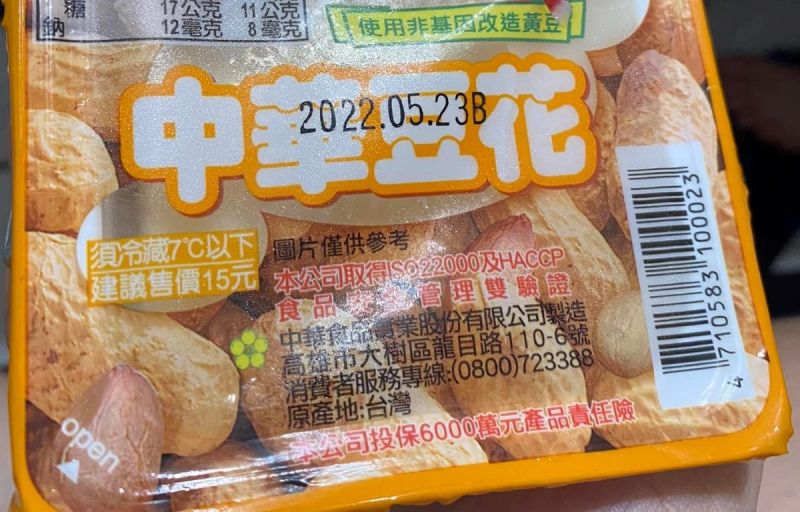 糖 17公克 11公克
鈉 12毫克 8毫克
使用非基因改造黃豆
中華豆花
2022.05.23B
須冷藏7℃以下
建議售價15元
圖片僅供參考
本公司取得ISO22000及HACCP
食品安全管理雙驗證
中華食品實業股份有限公司製造
高雄市大樹區龍目路110-6號
消費者服務專線:(0800)723388
原產地:台灣
本公司投保6000萬元產品責任險
open
4 710583 100023